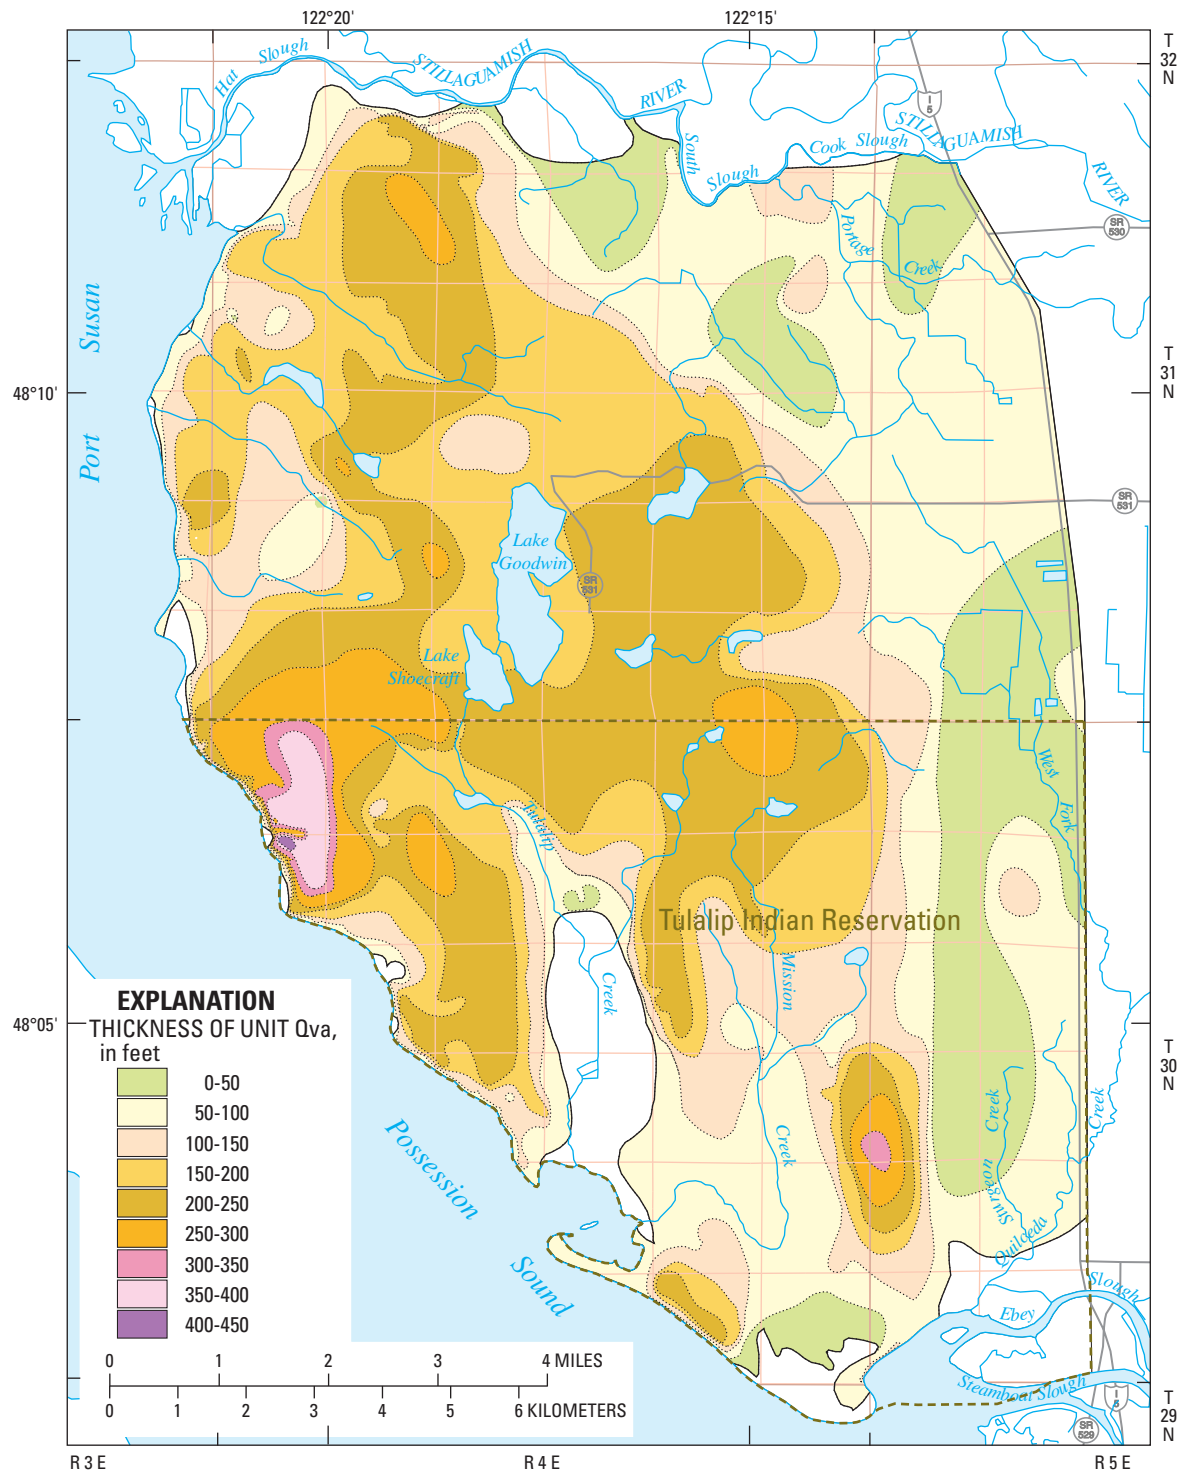 122°20'
122°15'
T
32
N
Hat
Slough
STILLAGUAMISH
RIVER
South
Slough
Cook Slough
STILLAGUAMISH
RIVER
I
5
SR
530
Portage
Creek
Port Susan
48°10'
T
31
N
SR
531
Lake
Goodwin
SR
531
Lake
Shoecraft
West
Fork
Tulalip
Creek
Tulalip Indian Reservation
Mission
Creek
48°05'
T
30
N
Sturgeon
Creek
Quilceda
Creek
Possession
Sound
EXPLANATION
THICKNESS OF UNIT Qva,
in feet
0-50
50-100
100-150
150-200
200-250
250-300
300-350
350-400
400-450
0 1 2 3 4 MILES
0 1 2 3 4 5 6 KILOMETERS
Ebey
Slough
Steamboat Slough
I
5
SR
529
T
29
N
R 3 E
R 4 E
R 5 E